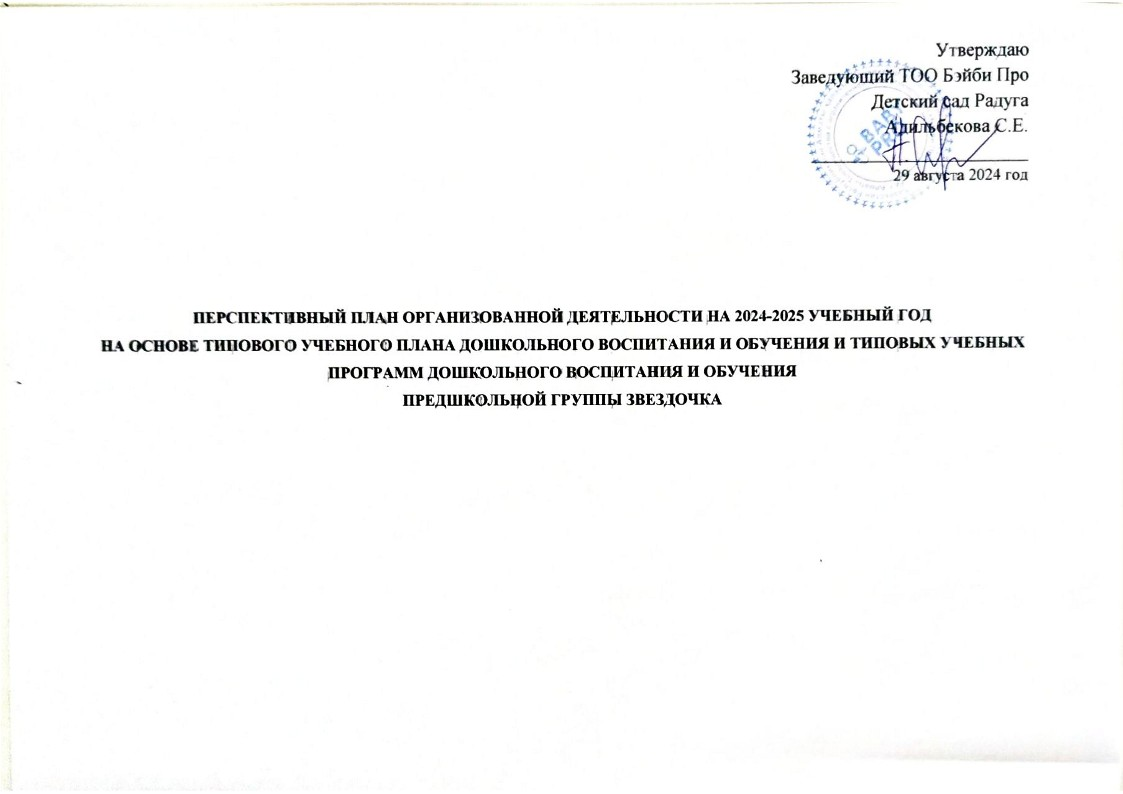 Утверждаю
Заведующий ТОО Бэйби Про
Детский сад Радуга
Адильбекова С.Е.
29 августа 2024 год
ПЕРСПЕКТИВНЫЙ ПЛАН ОРГАНИЗОВАННОЙ ДЕЯТЕЛЬНОСТИ НА 2024-2025 УЧЕБНЫЙ ГОД
НА ОСНОВЕ ТИПОВОГО УЧЕБНОГО ПЛАНА ДОШКОЛЬНОГО ВОСПИТАНИЯ И ОБУЧЕНИЯ И ТИПОВЫХ УЧЕБНЫХ
ПРОГРАММ ДОШКОЛЬНОГО ВОСПИТАНИЯ И ОБУЧЕНИЯ
ПРЕДШКОЛЬНОЙ ГРУППЫ ЗВЕЗДОЧКА